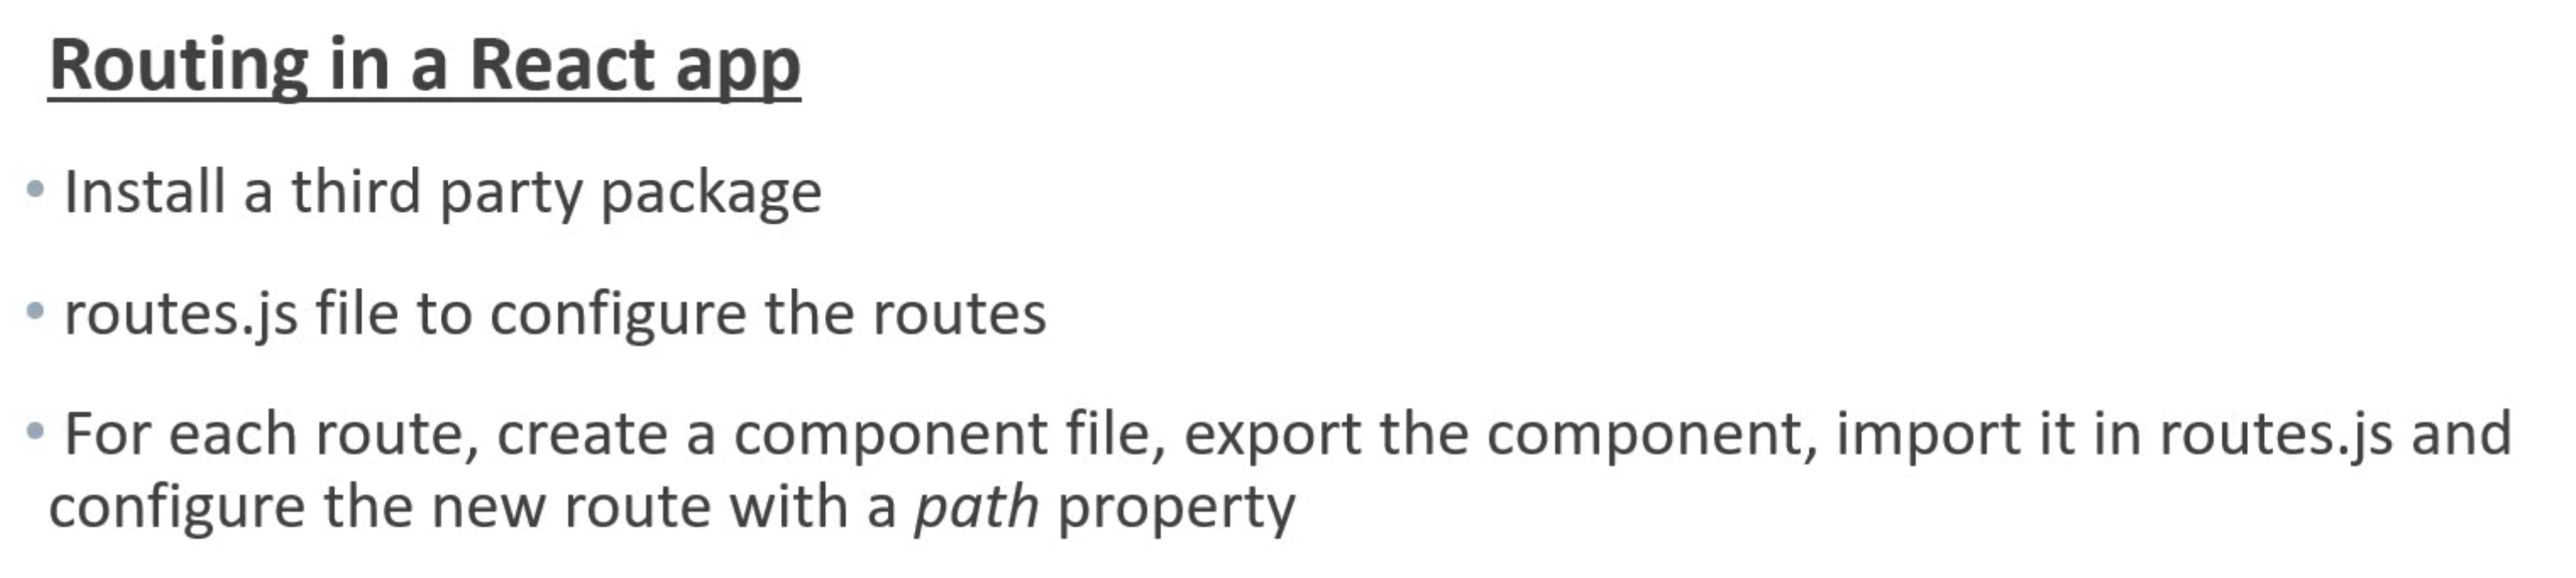 Routing in a React app
• Install a third party package
• routes.js file to configure the routes
• For each route, create a component file, export the component, import it in routes.js and
configure the new route with a path property